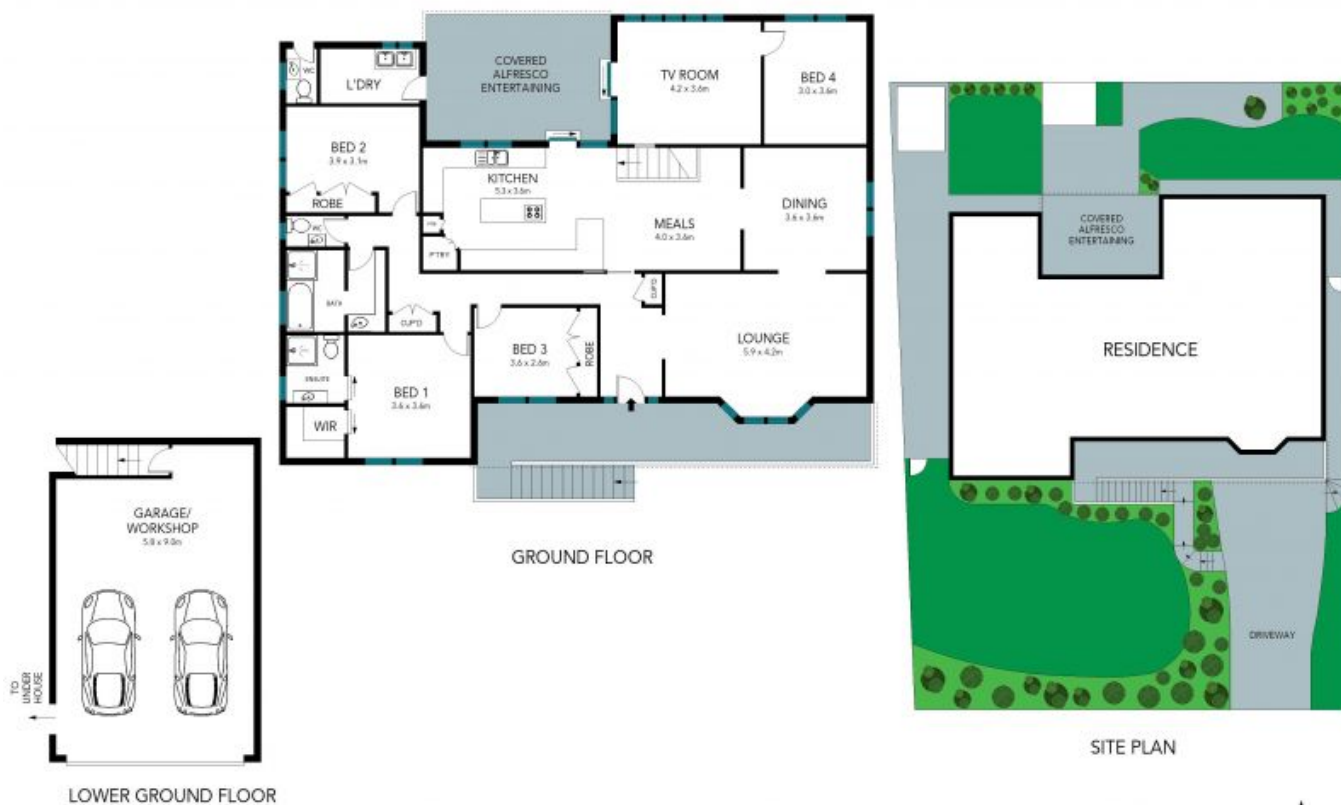 COVERED
ALFRESCO
ENTERTAINING
TV ROOM
4.2 x 3.6m
BED 4
3.0 x 3.6m
WC
L'DRY
BED 2
3.9 x 3.1m
ROBE
KITCHEN
5.3 x 3.6m
MEALS
4.0 x 3.6m
DINING
3.6 x 3.6m
WC
P'TRY
BATH
CUP'D
CUP'D
LOUNGE
5.9 x 4.2m
BED 3
3.6 x 2.6m
ROBE
ENSUITE
BED 1
3.6 x 3.6m
WIR
GROUND FLOOR
GARAGE/
WORKSHOP
5.8 x 9.0m
TO
UNDER
HOUSE
LOWER GROUND FLOOR
COVERED
ALFRESCO
ENTERTAINING
RESIDENCE
DRIVEWAY
SITE PLAN